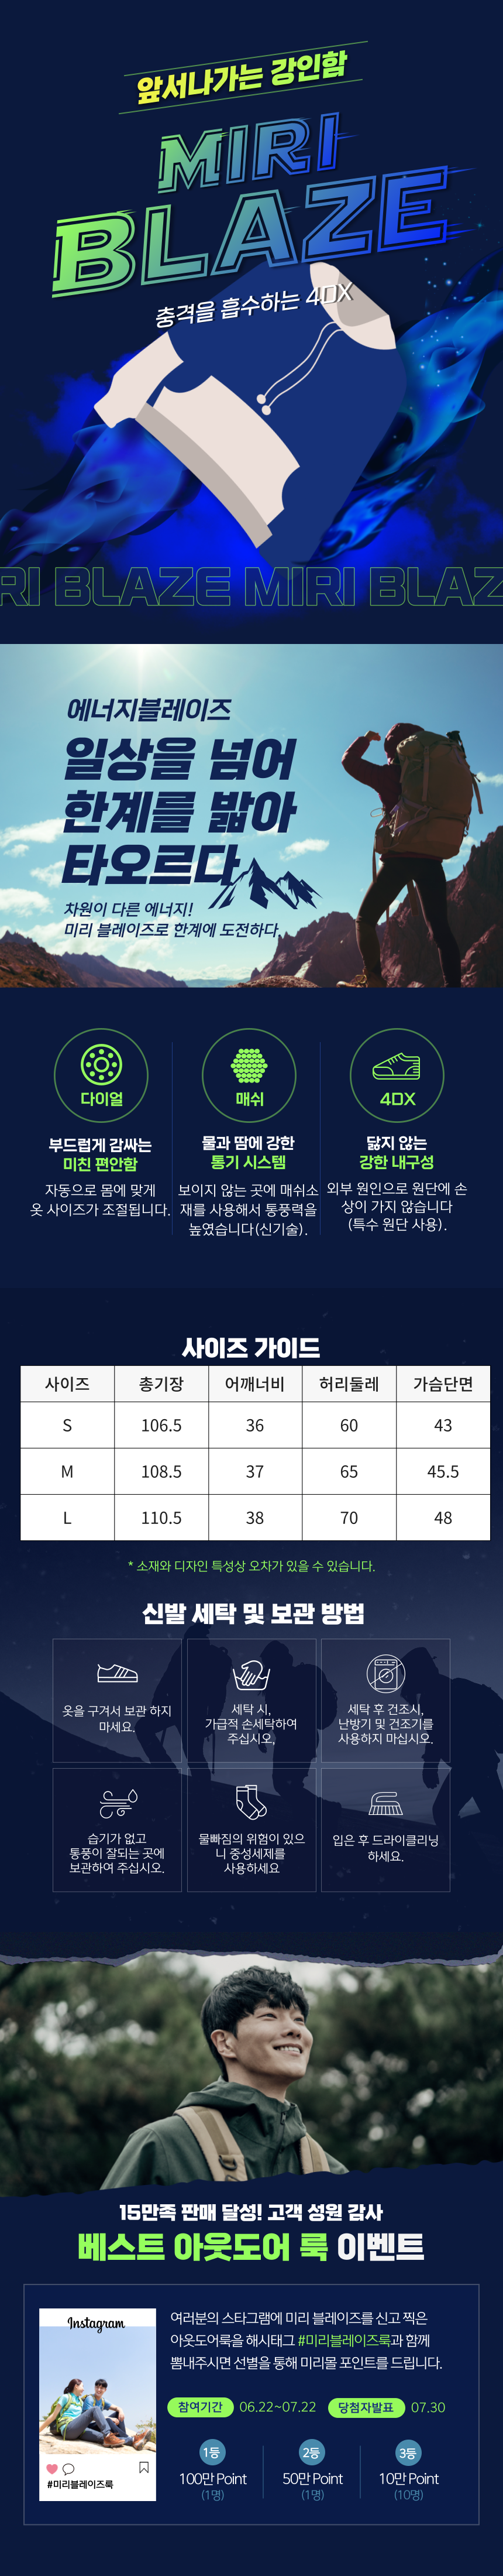 앞서나가는 강인함
MIRI
BLAZE
충격을 흡수하는 4DX
RI BLAZE MIRI BLAZ
에너지블레이즈
일상을 넘어
한계를 밟아
타오르다
차원이 다른 에너지!
미리 블레이즈로 한계에 도전하다
다이얼
부드럽게 감싸는
미친 편안함
자동으로 몸에 맞게
옷 사이즈가 조절됩니다.
매쉬
물과 땀에 강한
통기 시스템
보이지 않는 곳에 매쉬소
재를 사용해서 통풍력을
높였습니다(신기술).
4DX
닳지 않는
강한 내구성
외부 원인으로 원단에 손
상이 가지 않습니다
(특수 원단 사용).
사이즈 가이드
사이즈 총기장 어깨너비 허리둘레 가슴단면
S 106.5 36 60 43
M 108.5 37 65 45.5
L 110.5 38 70 48
* 소재와 디자인 특성상 오차가 있을 수 있습니다.
신발 세탁 및 보관 방법
옷을 구겨서 보관 하지
마세요.
세탁 시,
가급적 손세탁하여
주십시오,
세탁 후 건조시,
난방기 및 건조기를
사용하지 마십시오.
습기가 없고
통풍이 잘되는 곳에
보관하여 주십시오.
물빠짐의 위험이 있으
니 중성세제를
사용하세요
입은 후 드라이클리닝
하세요.
15만족 판매 달성! 고객 성원 감사
베스트 아웃도어 룩 이벤트
Instagram
#미리블레이즈룩
여러분의 스타그램에 미리 블레이즈를 신고 찍은
아웃도어룩을 해시태그 #미리블레이즈룩과 함께
뽐내주시면 선별을 통해 미리몰 포인트를 드립니다.
참여기간 06.22~07.22 당첨자발표 07.30
1등 2등 3등
100만 Point 50만 Point 10만 Point
(1명) (1명) (10명)